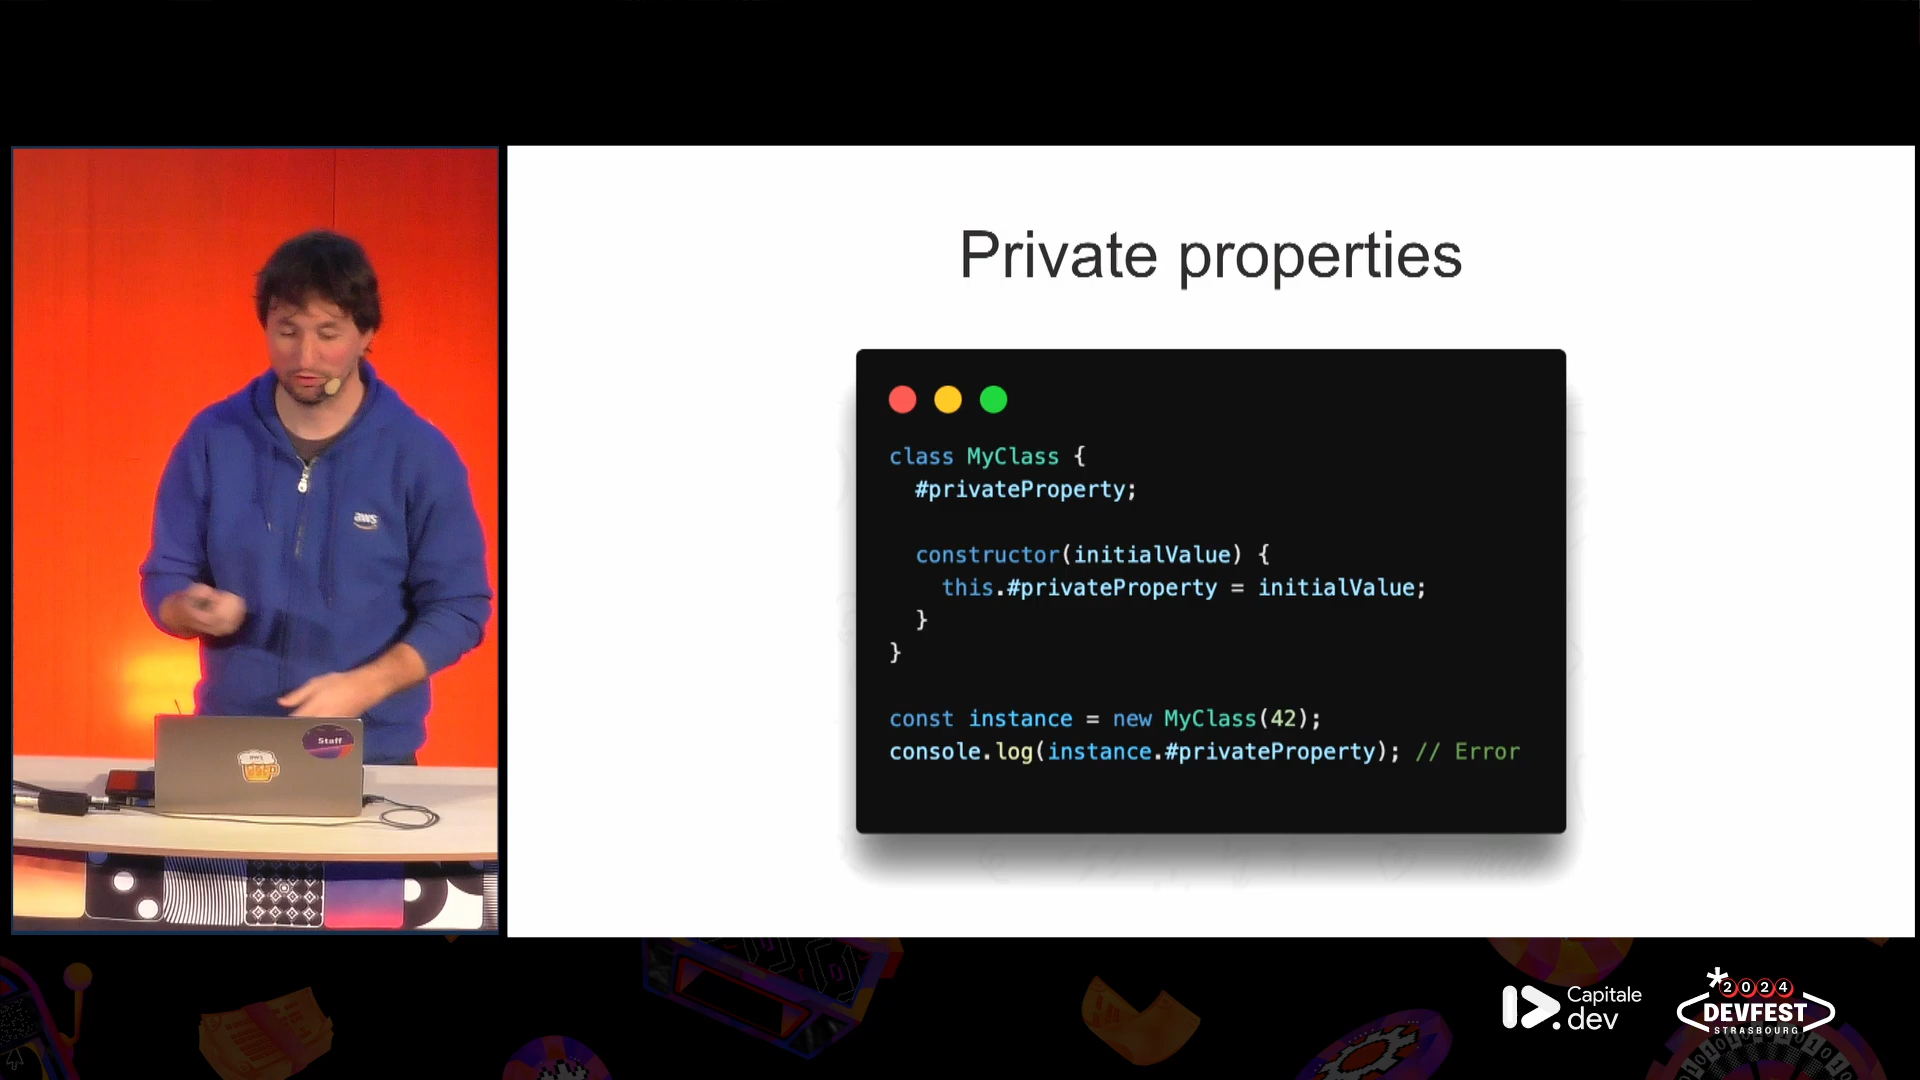 Private properties
class MyClass {
#privateProperty;
constructor(initialValue) {
this.#privateProperty = initialValue;
}
}
const instance = new MyClass(42);
console.log(instance.#privateProperty); // Error
aws
Staff
aws
Capitale
.dev
2024
DEVFEST
STRASBOURG